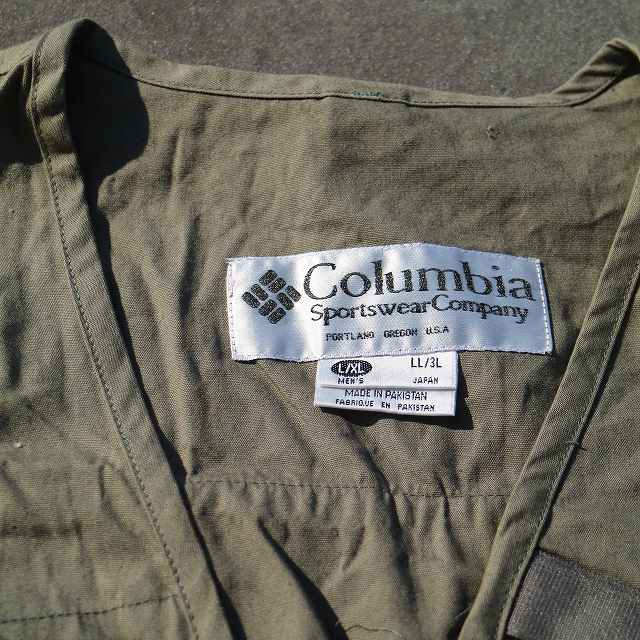 Columbia
Sportswear Company
PORTLAND OREGON U.S.A.
L/XL LL/3L
MEN'S JAPAN
MADE IN PAKISTAN
FABRIQUE EN PAKISTAN